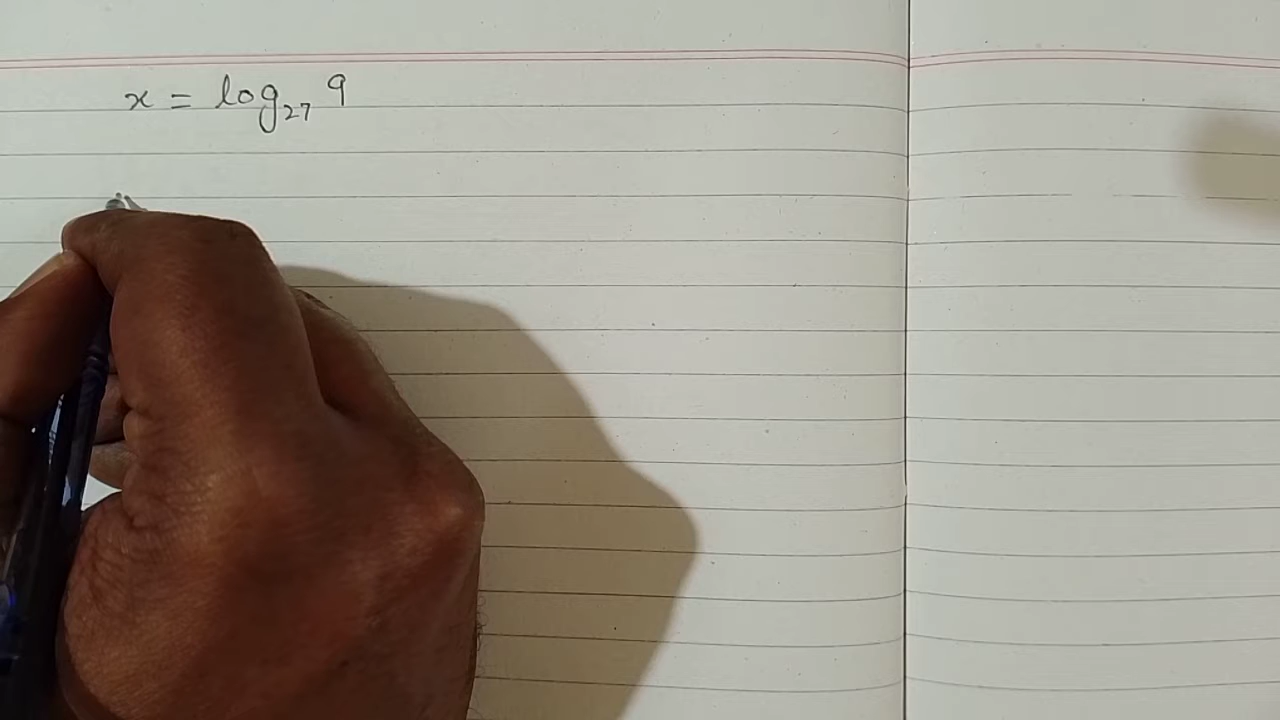 x = log₂₇ 9